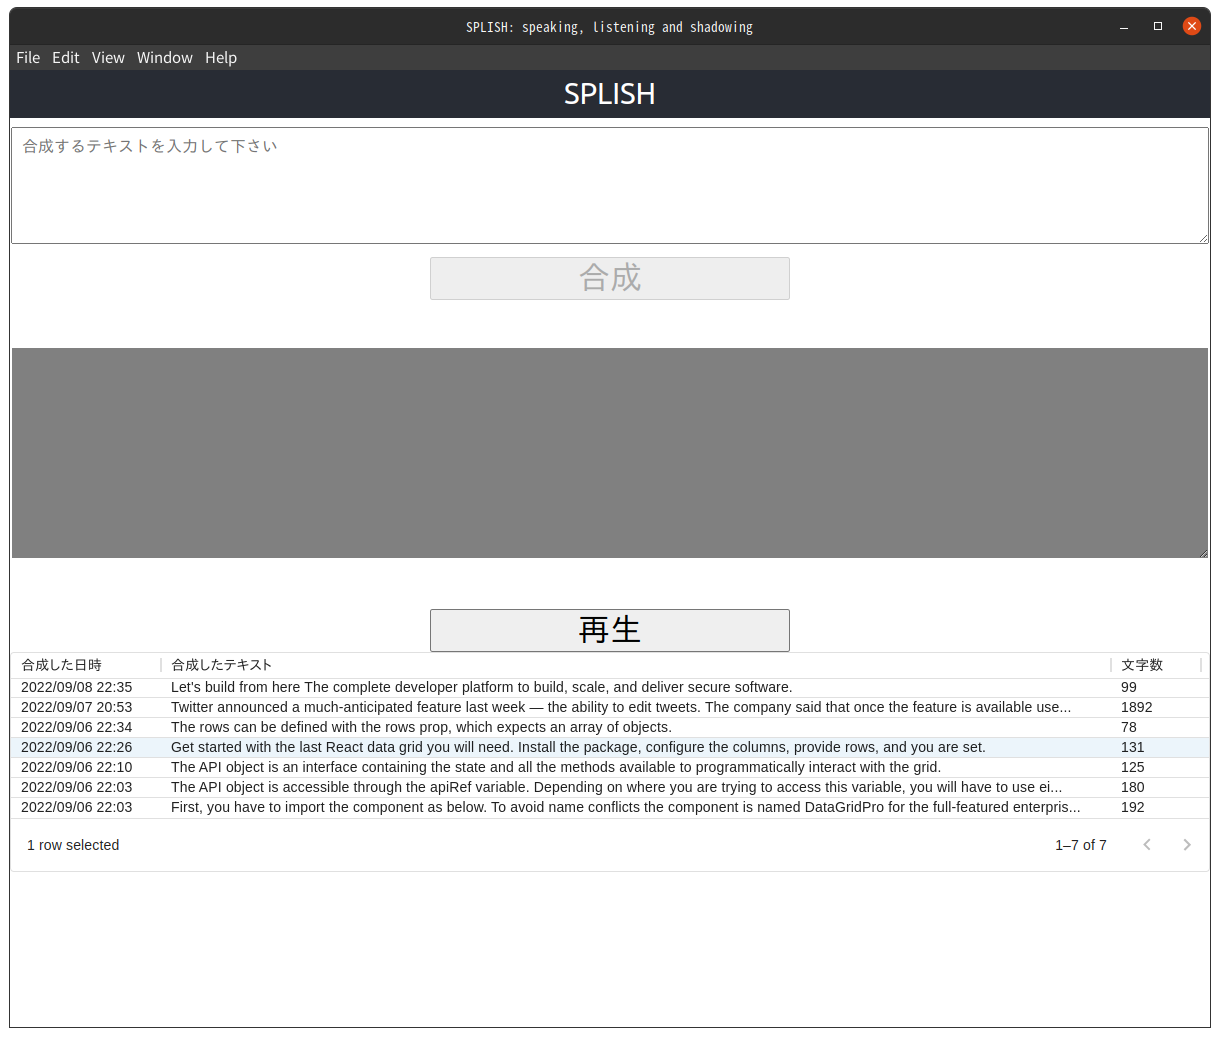 SPLISH: speaking, listening and shadowing
File Edit View Window Help
SPLISH
合成するテキストを入力して下さい
合成
再生
合成した日時 合成したテキスト 文字数
2022/09/08 22:35 Let's build from here The complete developer platform to build, scale, and deliver secure software. 99
2022/09/07 20:53 Twitter announced a much-anticipated feature last week — the ability to edit tweets. The company said that once the feature is available use... 1892
2022/09/06 22:34 The rows can be defined with the rows prop, which expects an array of objects. 78
2022/09/06 22:26 Get started with the last React data grid you will need. Install the package, configure the columns, provide rows, and you are set. 131
2022/09/06 22:10 The API object is an interface containing the state and all the methods available to programmatically interact with the grid. 125
2022/09/06 22:03 The API object is accessible through the apiRef variable. Depending on where you are trying to access this variable, you will have to use ei... 180
2022/09/06 22:03 First, you have to import the component as below. To avoid name conflicts the component is named DataGridPro for the full-featured enterpris... 192
1 row selected 1–7 of 7